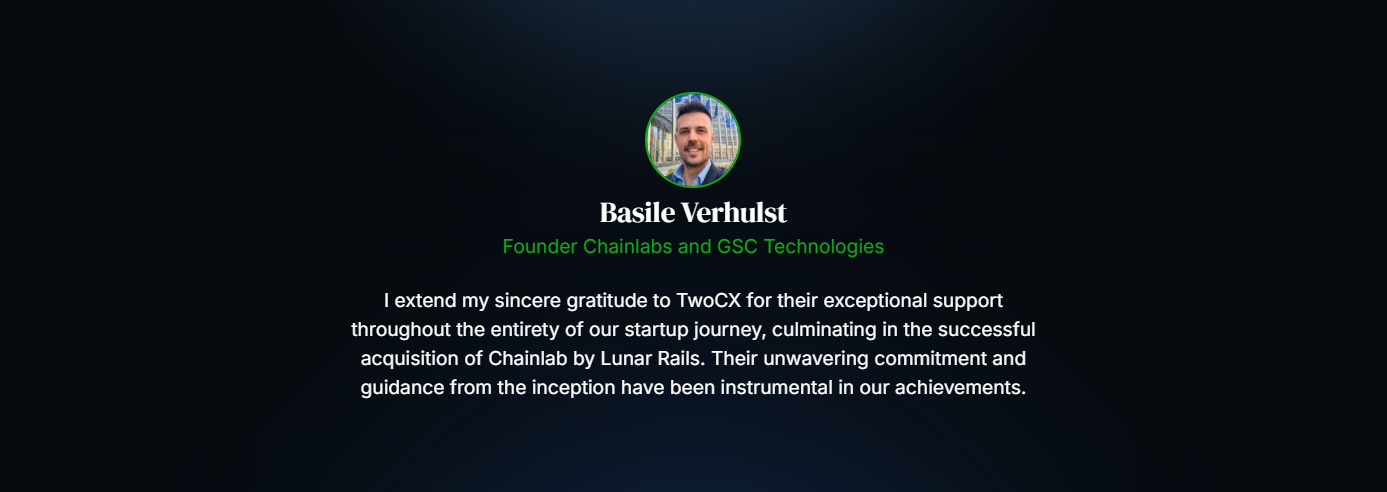 Basile Verhulst
Founder Chainlabs and GSC Technologies
I extend my sincere gratitude to TwoCX for their exceptional support
throughout the entirety of our startup journey, culminating in the successful
acquisition of Chainlab by Lunar Rails. Their unwavering commitment and
guidance from the inception have been instrumental in our achievements.